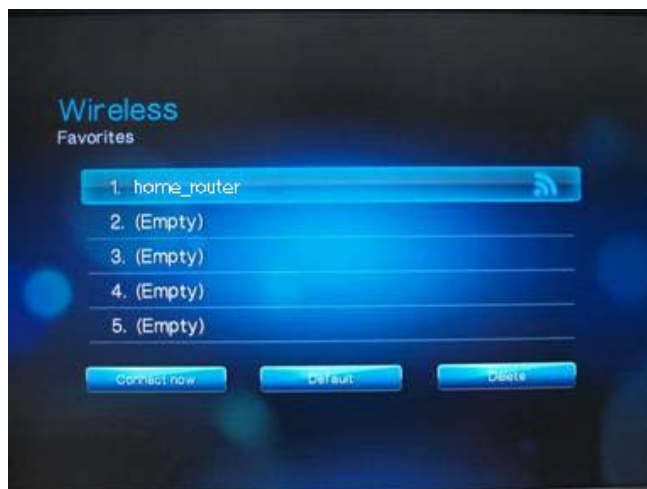 Wireless
Favorites
1. home_router
2. (Empty)
3. (Empty)
4. (Empty)
5. (Empty)
Connect now Default Delete